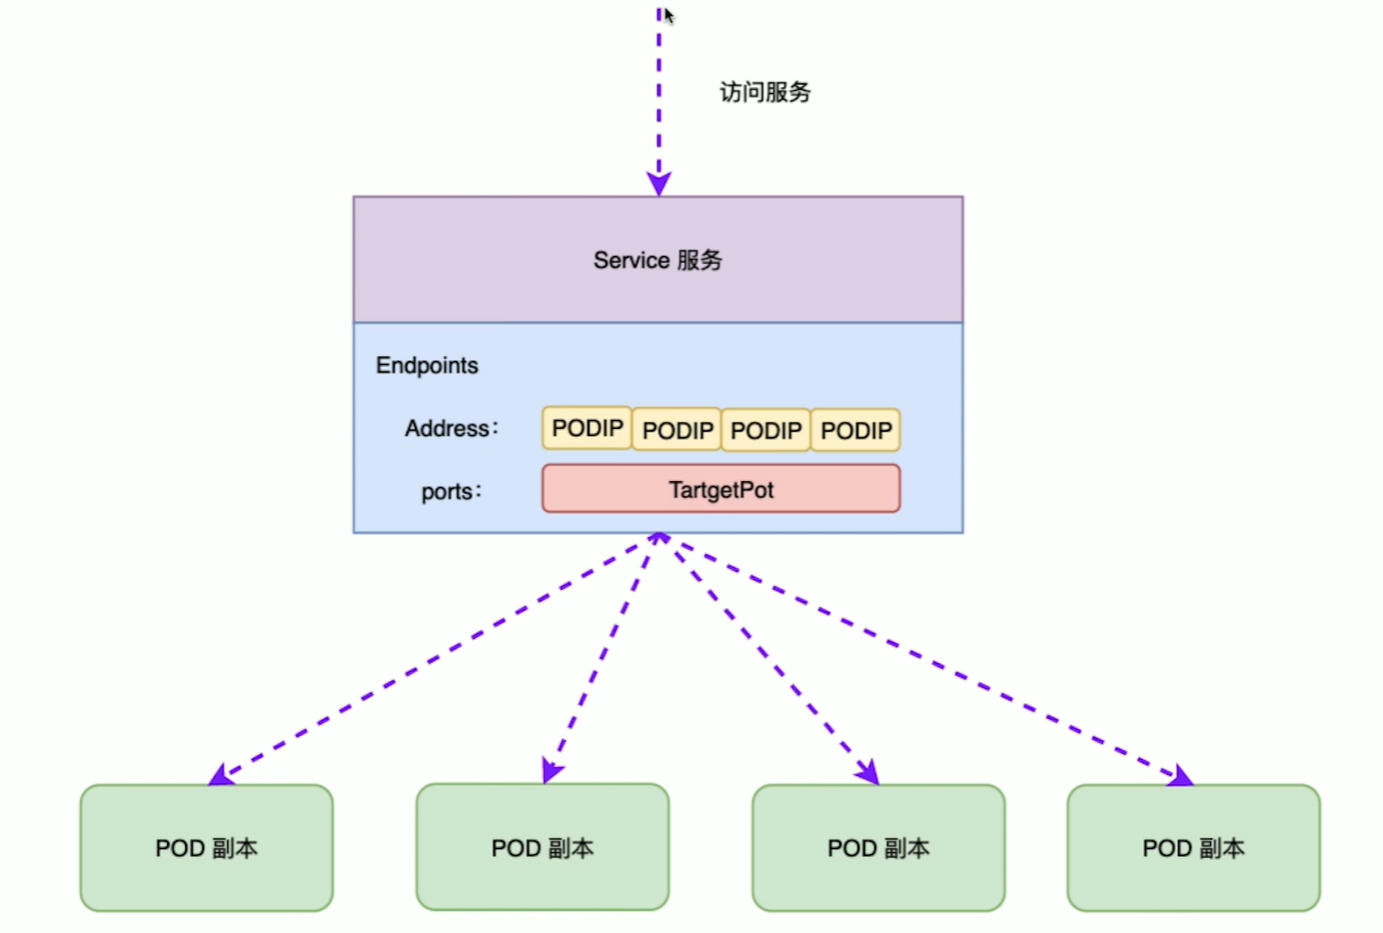 访问服务
Service 服务
Endpoints
Address：
PODIP PODIP PODIP PODIP
ports：
TartgetPot
POD 副本 POD 副本 POD 副本 POD 副本